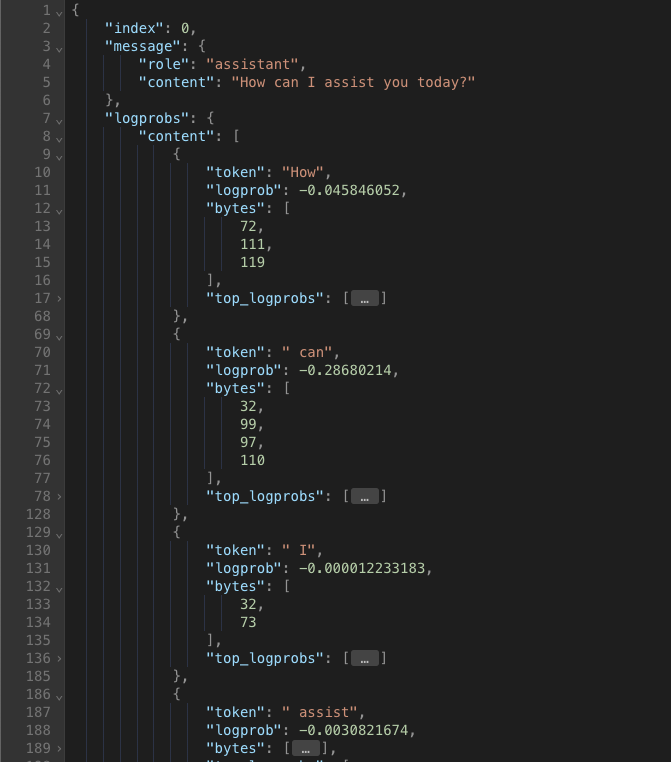 1 {
2 "index": 0,
3 "message": {
4 "role": "assistant",
5 "content": "How can I assist you today?"
6 },
7 "logprobs": {
8 "content": [
9 {
10 "token": "How",
11 "logprob": -0.045846052,
12 "bytes": [
13 72,
14 111,
15 119
16 ],
17 "top_logprobs": [ … ]
68 },
69 {
70 "token": " can",
71 "logprob": -0.28680214,
72 "bytes": [
73 32,
74 99,
75 97,
76 110
77 ],
78 "top_logprobs": [ … ]
128 },
129 {
130 "token": " I",
131 "logprob": -0.000012233183,
132 "bytes": [
133 32,
134 73
135 ],
136 "top_logprobs": [ … ]
185 },
186 {
187 "token": " assist",
188 "logprob": -0.0030821674,
189 "bytes": [ … ],